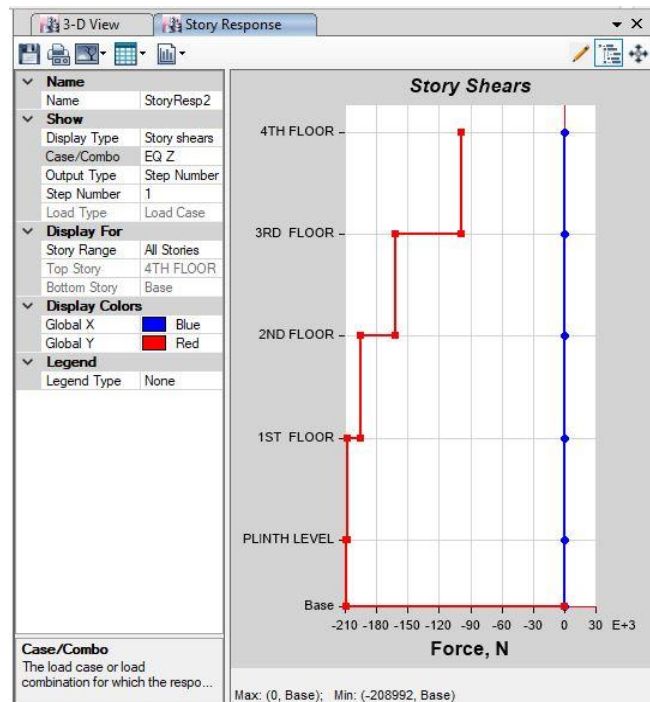 3-D View
Story Response
Name
Name StoryResp2
Show
Display Type Story shears
Case/Combo EQ Z
Output Type Step Number
Step Number 1
Load Type Load Case
Display For
Story Range All Stories
Top Story 4TH FLOOR
Bottom Story Base
Display Colors
Global X Blue
Global Y Red
Legend
Legend Type None
Case/Combo
The load case or load
combination for which the respo...
Story Shears
4TH FLOOR
3RD FLOOR
2ND FLOOR
1ST FLOOR
PLINTH LEVEL
Base
-210 -180 -150 -120 -90 -60 -30 0 30 E+3
Force, N
Max: (0, Base); Min: (-208992, Base)